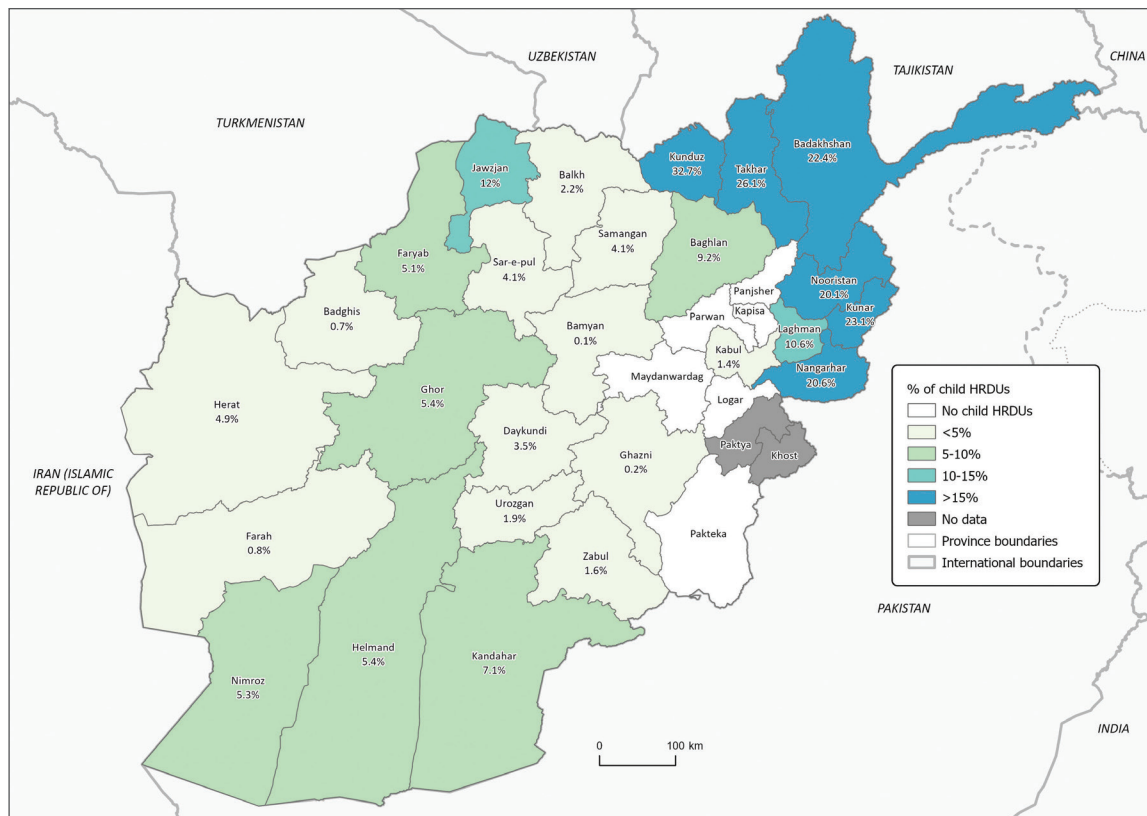 UZBEKISTAN
TAJIKISTAN
CHINA
TURKMENISTAN
Jawzjan
12%
Balkh
2.2%
Kunduz
32.7%
Takhar
26.1%
Badakhshan
22.4%
Faryab
5.1%
Sar-e-pul
4.1%
Samangan
4.1%
Baghlan
9.2%
Panjsher
Nooristan
20.1%
Kunar
23.1%
Badghis
0.7%
Bamyan
0.1%
Parwan
Kapisa
Laghman
10.6%
Kabul
1.4%
Nangarhar
20.6%
Herat
4.9%
Ghor
5.4%
Maydanwardag
Logar
Daykundi
3.5%
Ghazni
0.2%
Paktya
Khost
IRAN (ISLAMIC
REPUBLIC OF)
Urozgan
1.9%
Farah
0.8%
Zabul
1.6%
Pakteka
Nimroz
5.3%
Helmand
5.4%
Kandahar
7.1%
% of child HRDUs
No child HRDUs
<5%
5-10%
10-15%
>15%
No data
Province boundaries
International boundaries
PAKISTAN
INDIA
0 100 km